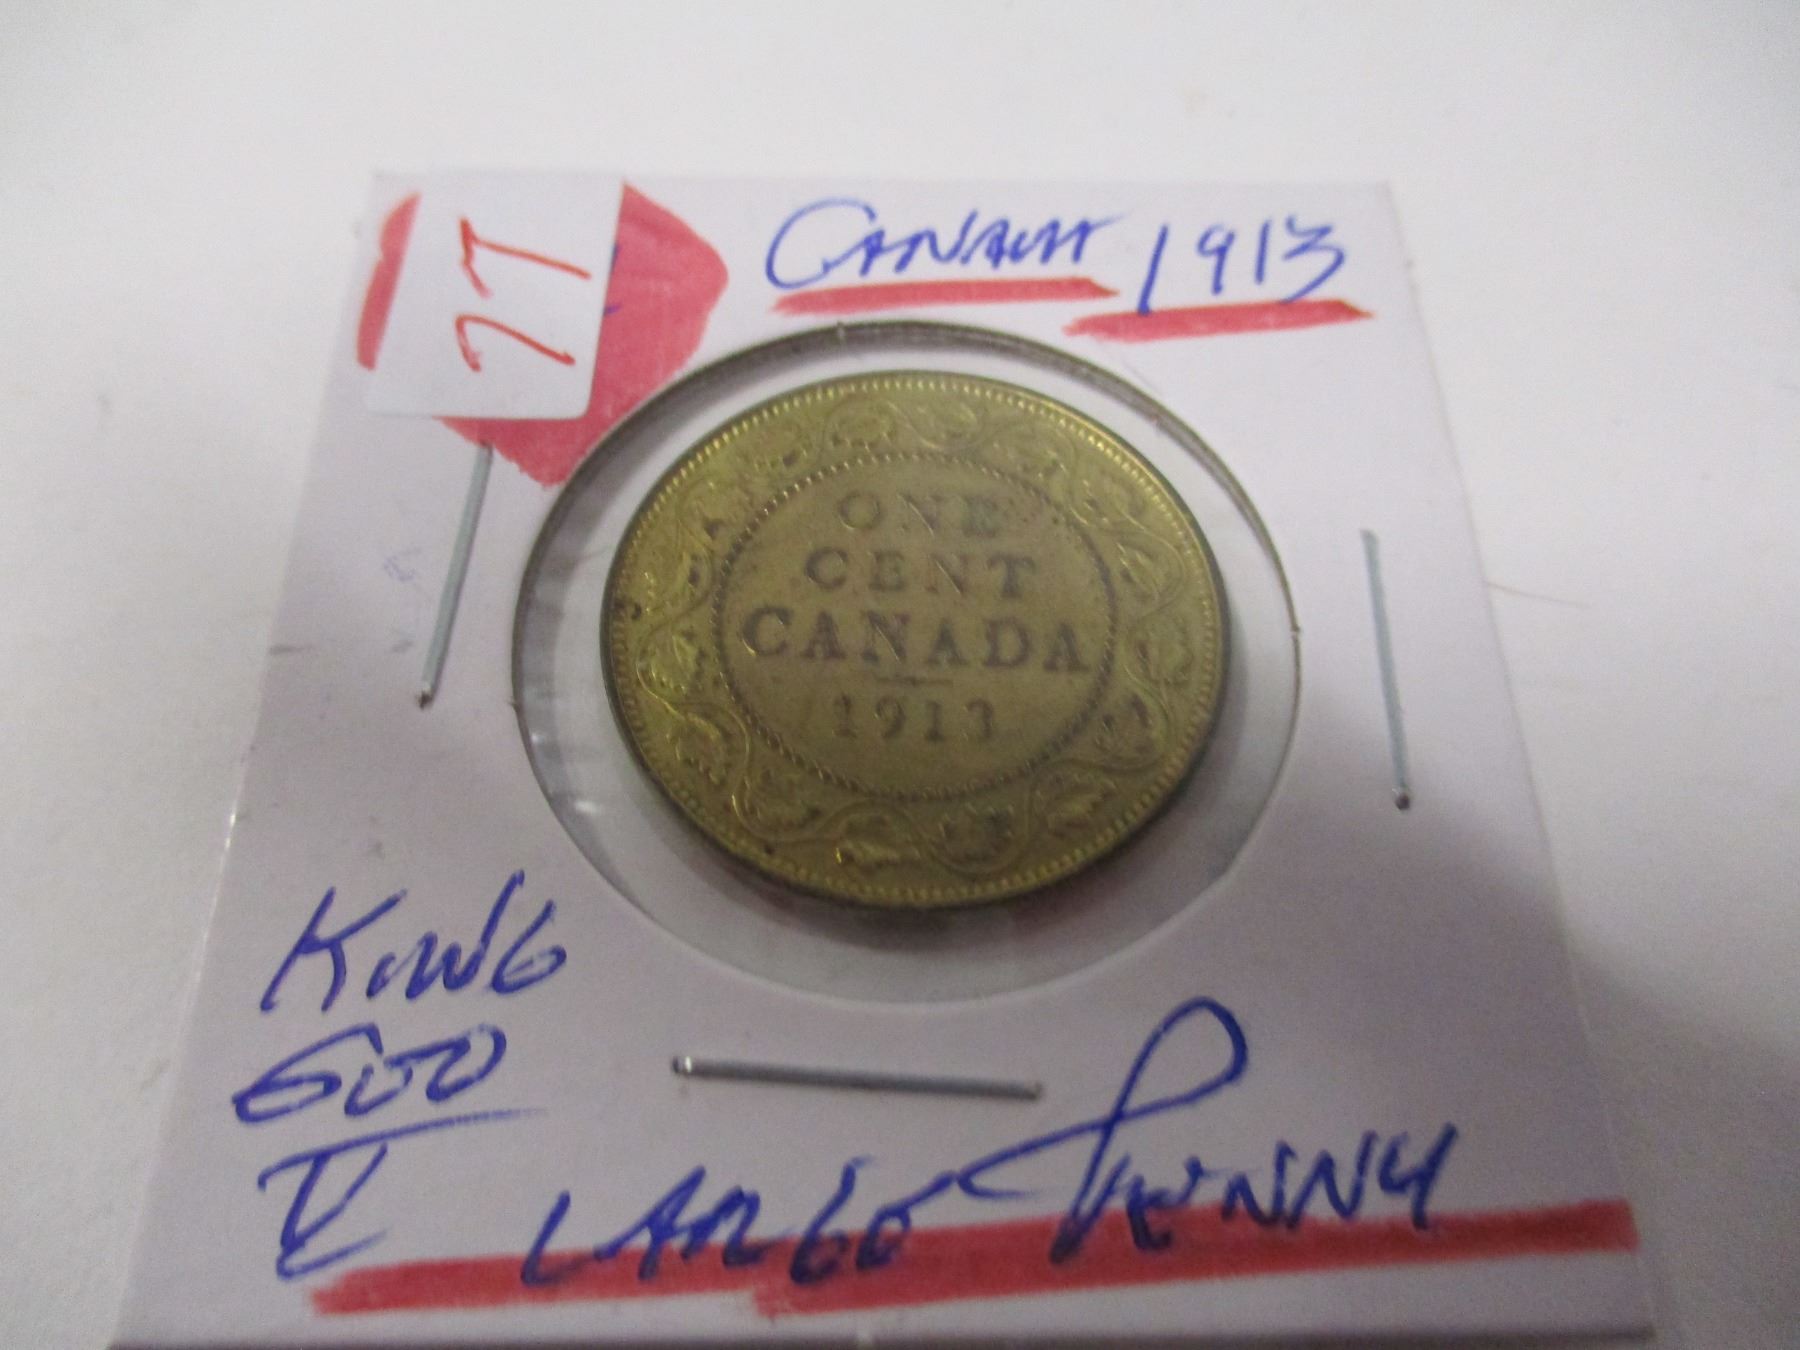 77
CANADA 1913
ONE
CENT
CANADA
1913
KING
GEO
V
LARGE PENNY